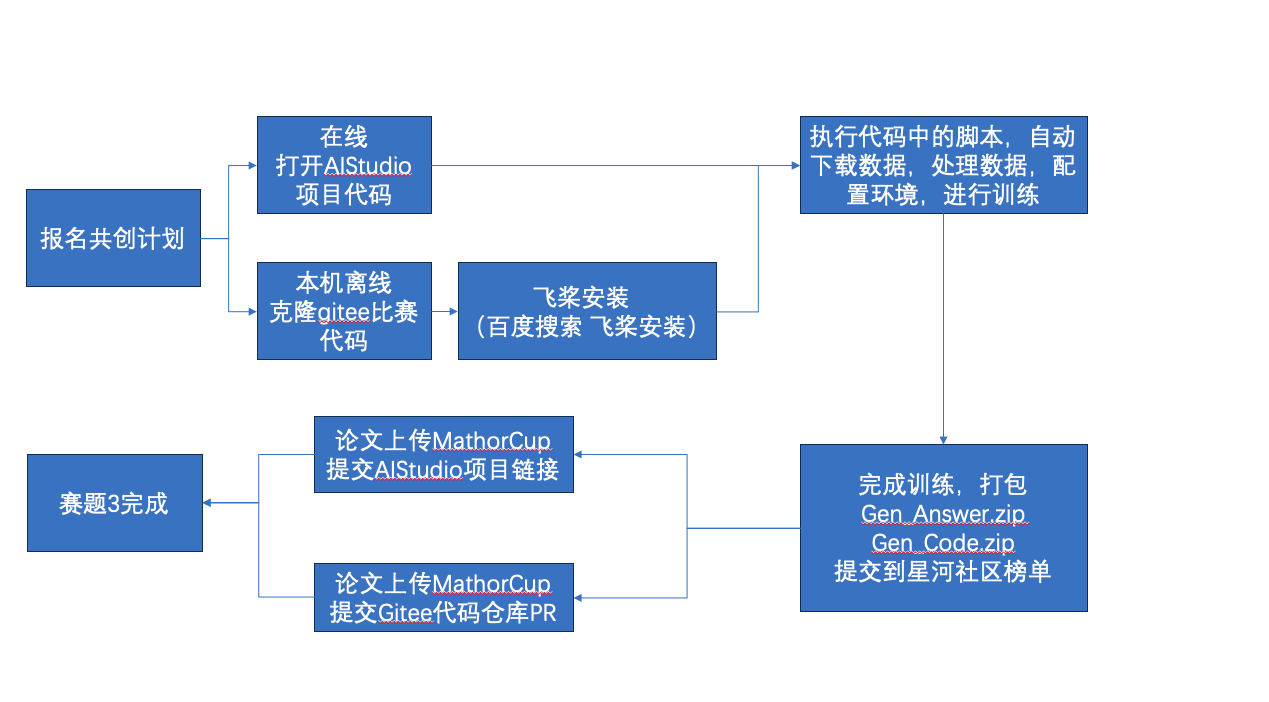 在线
打开AIStudio
项目代码
执行代码中的脚本，自动
下载数据，处理数据，配
置环境，进行训练
报名共创计划
本机离线
克隆gitee比赛
代码
飞桨安装
（百度搜索 飞桨安装）
论文上传MathorCup
提交AIStudio项目链接
赛题3完成
完成训练，打包
Gen_Answer.zip
Gen_Code.zip
提交到星河社区榜单
论文上传MathorCup
提交Gitee代码仓库PR